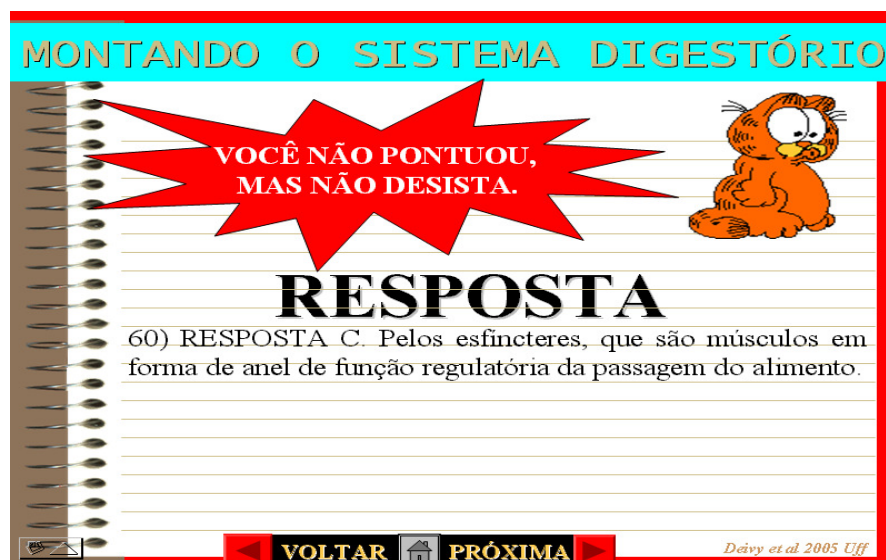 MONTANDO O SISTEMA DIGESTÓRIO
VOCÊ NÃO PONTUOU,
MAS NÃO DESISTA.
RESPOSTA
60) RESPOSTA C. Pelos esfincteres, que são músculos em
forma de anel de função regulatória da passagem do alimento.
VOLTAR PRÓXIMA
Deivy et al 2005 Uff